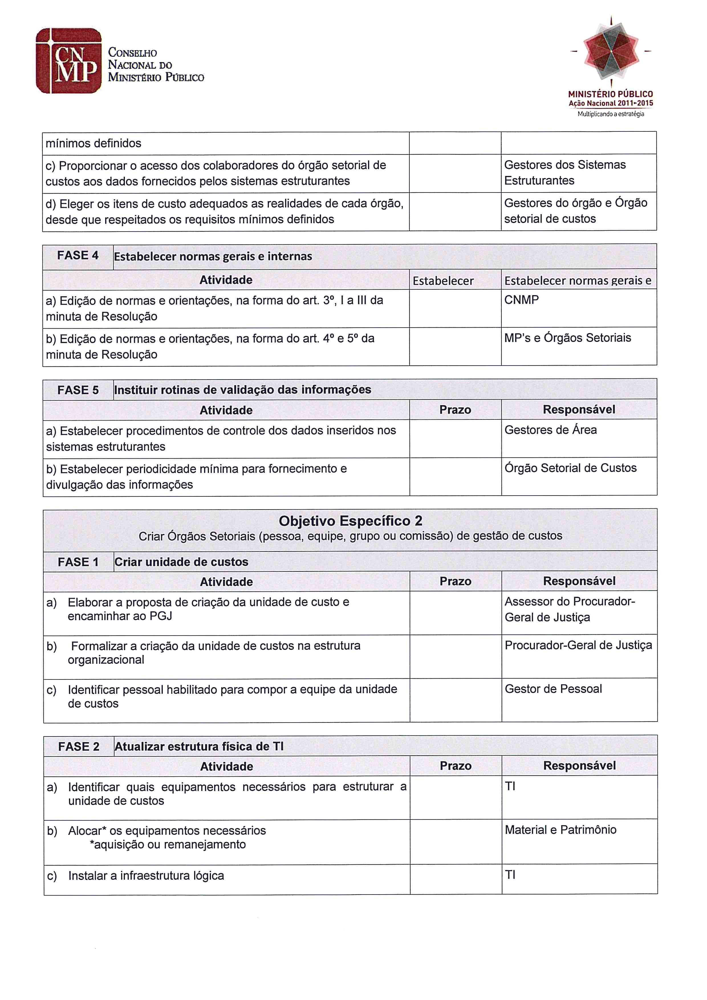 CN
MP
CONSELHO
NACIONAL DO
MINISTÉRIO PÚBLICO
MINISTÉRIO PÚBLICO
Ação Nacional 2011-2015
Multiplicando a estratégia
mínimos definidos
c) Proporcionar o acesso dos colaboradores do órgão setorial de
custos aos dados fornecidos pelos sistemas estruturantes
Gestores dos Sistemas
Estruturantes
d) Eleger os itens de custo adequados as realidades de cada órgão,
desde que respeitados os requisitos mínimos definidos
Gestores do órgão e Órgão
setorial de custos
FASE 4 Estabelecer normas gerais e internas
Atividade Estabelecer Estabelecer normas gerais e
a) Edição de normas e orientações, na forma do art. 3º, I a III da
minuta de Resolução
CNMP
b) Edição de normas e orientações, na forma do art. 4º e 5º da
minuta de Resolução
MP's e Órgãos Setoriais
FASE 5 Instituir rotinas de validação das informações
Atividade Prazo Responsável
a) Estabelecer procedimentos de controle dos dados inseridos nos
sistemas estruturantes
Gestores de Área
b) Estabelecer periodicidade mínima para fornecimento e
divulgação das informações
Órgão Setorial de Custos
Objetivo Específico 2
Criar Órgãos Setoriais (pessoa, equipe, grupo ou comissão) de gestão de custos
FASE 1 Criar unidade de custos
Atividade Prazo Responsável
a) Elaborar a proposta de criação da unidade de custo e
encaminhar ao PGJ
Assessor do Procurador-
Geral de Justiça
b) Formalizar a criação da unidade de custos na estrutura
organizacional
Procurador-Geral de Justiça
c) Identificar pessoal habilitado para compor a equipe da unidade
de custos
Gestor de Pessoal
FASE 2 Atualizar estrutura física de TI
Atividade Prazo Responsável
a) Identificar quais equipamentos necessários para estruturar a
unidade de custos
TI
b) Alocar* os equipamentos necessários
*aquisição ou remanejamento
Material e Patrimônio
c) Instalar a infraestrutura lógica
TI